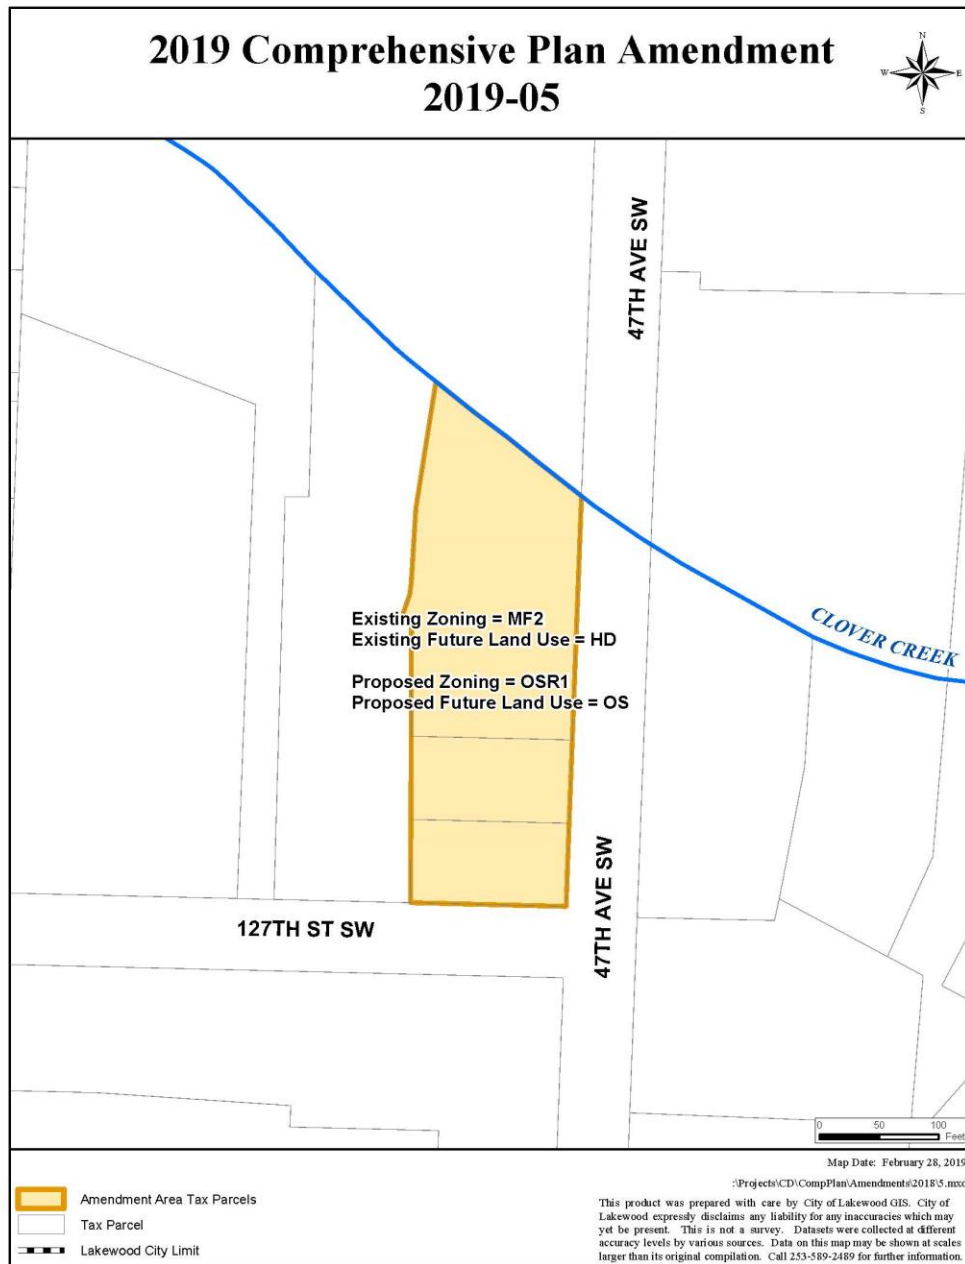 2019 Comprehensive Plan Amendment
2019-05
N
W E
S
47TH AVE SW
CLOVER CREEK
Existing Zoning = MF2
Existing Future Land Use = HD
Proposed Zoning = OSR1
Proposed Future Land Use = OS
47TH AVE SW
127TH ST SW
0 50 100
Feet
Map Date: February 28, 2019
:\Projects\CD\CompPlan\Amendments\2018\5.mxd
Amendment Area Tax Parcels
Tax Parcel
Lakewood City Limit
This product was prepared with care by City of Lakewood GIS. City of
Lakewood expressly disclaims any liability for any inaccuracies which may
yet be present. This is not a survey. Datasets were collected at different
accuracy levels by various sources. Data on this map may be shown at scales
larger than its original compilation. Call 253-589-2489 for further information.